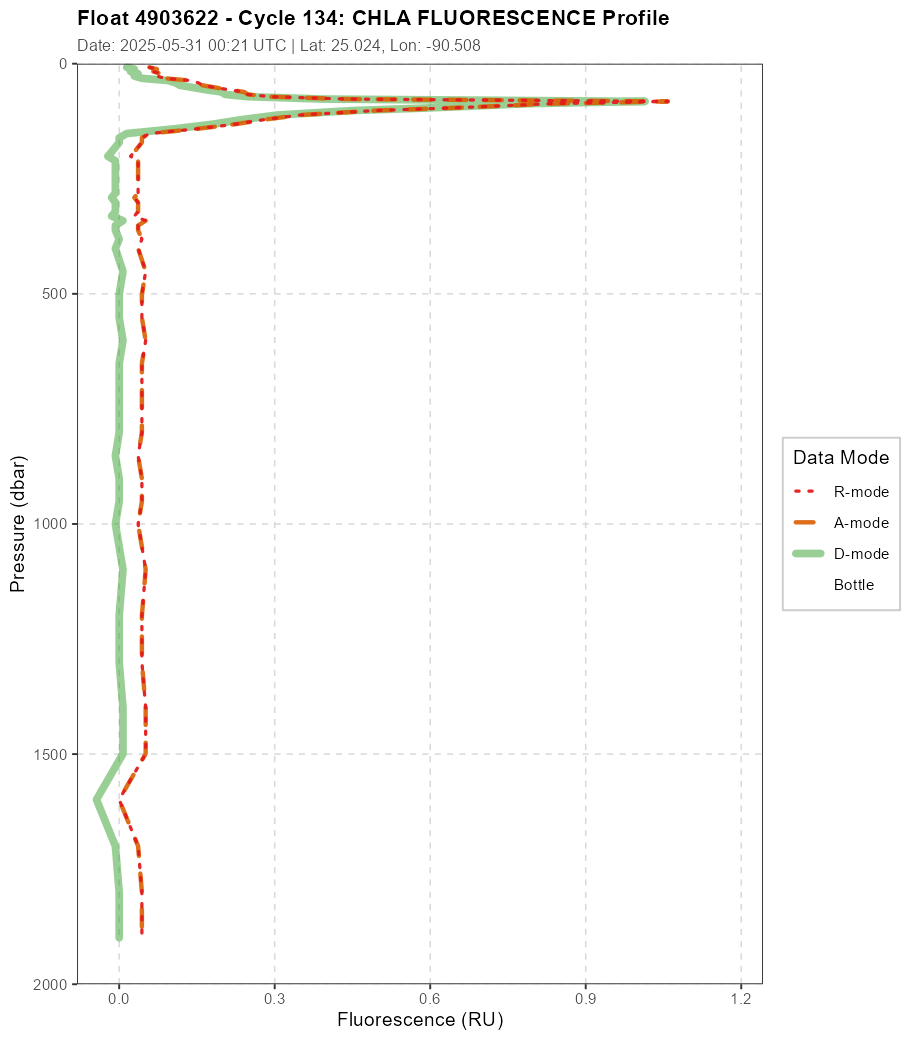 Float 4903622 - Cycle 134: CHLA FLUORESCENCE Profile
Date: 2025-05-31 00:21 UTC | Lat: 25.024, Lon: -90.508
0
500
1000
1500
2000
Pressure (dbar)
0.0
0.3
0.6
0.9
1.2
Fluorescence (RU)
Data Mode
R-mode
A-mode
D-mode
Bottle